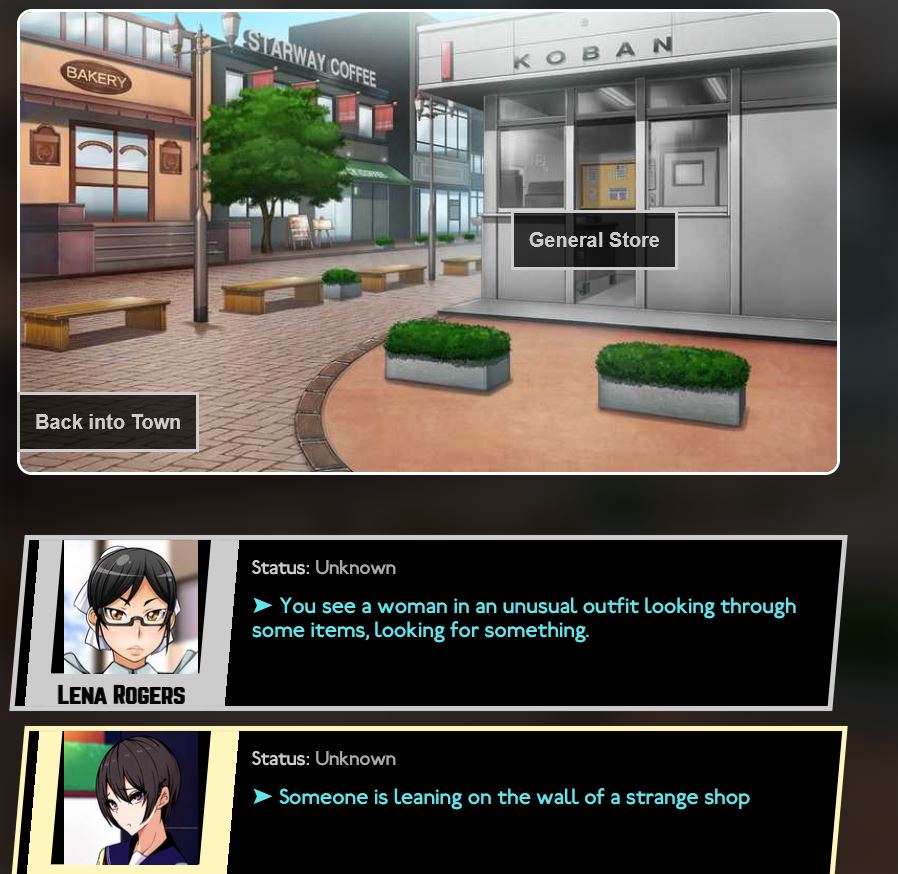 STARWAY COFFEE
KOBAN
BAKERY
COFFEE
General Store
Back into Town
Status: Unknown
➤ You see a woman in an unusual outfit looking through
some items, looking for something.
LENA ROGERS
Status: Unknown
➤ Someone is leaning on the wall of a strange shop